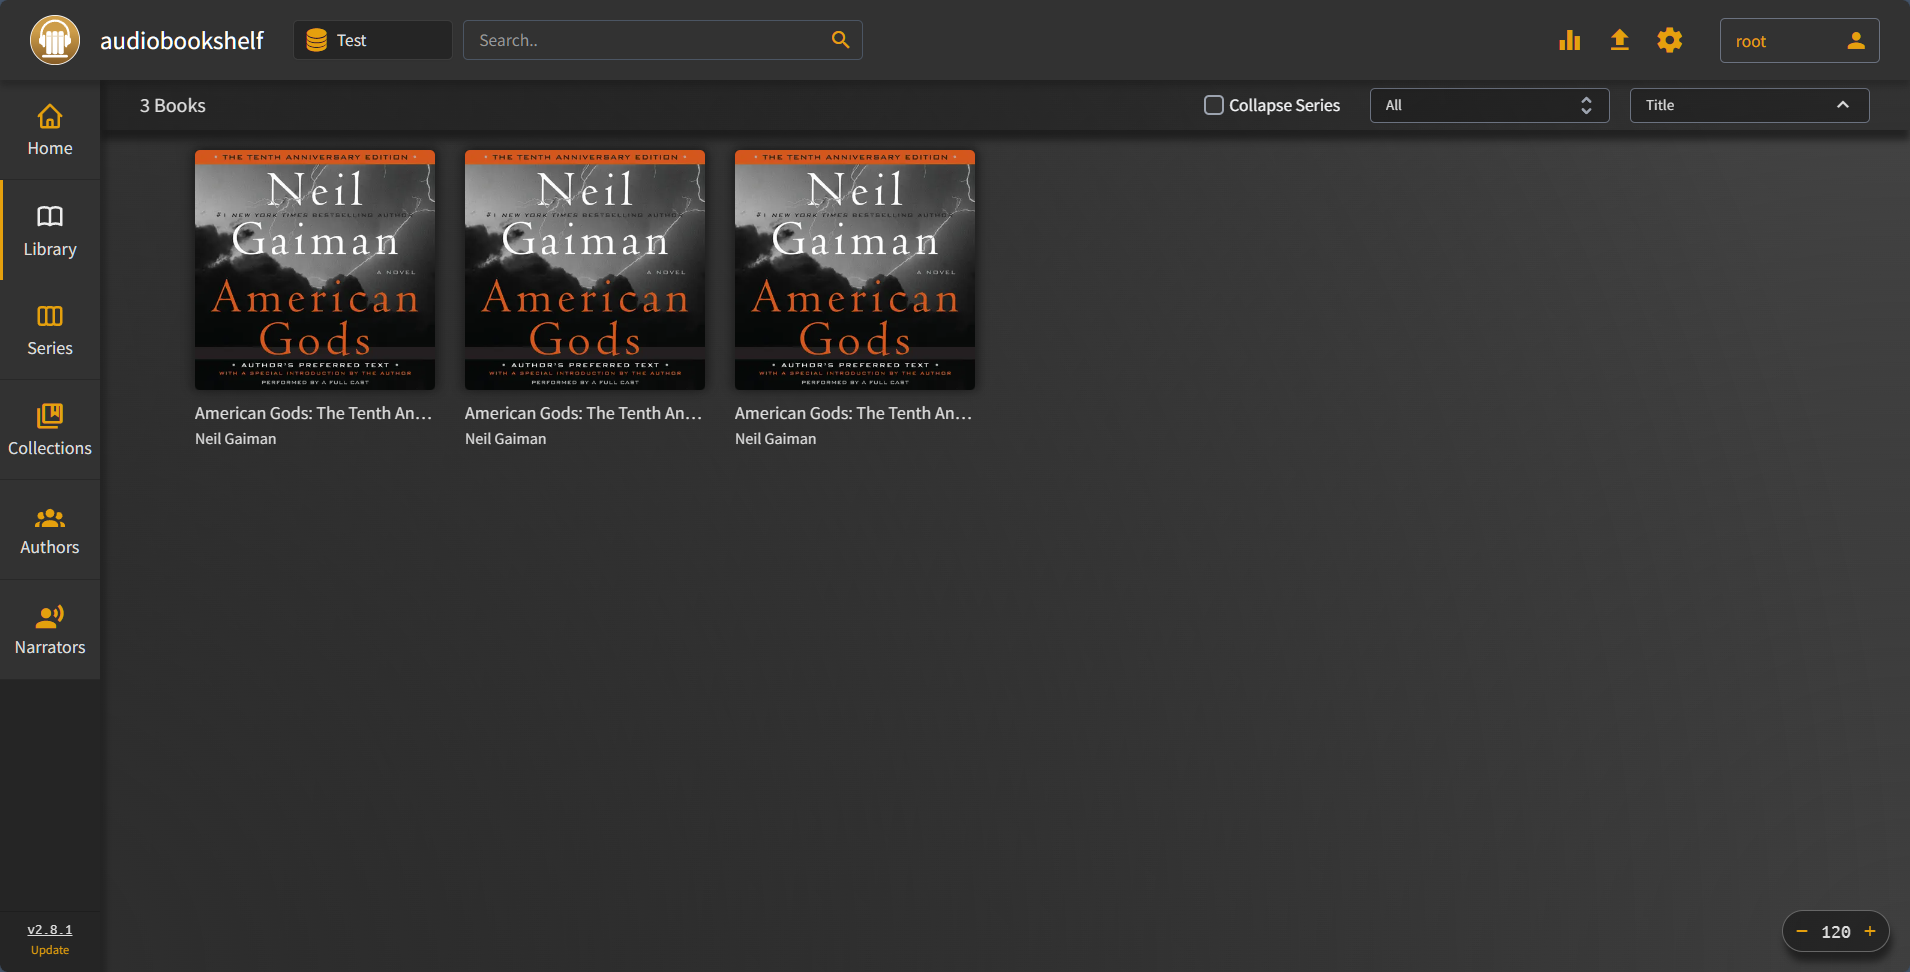 audiobookshelf
Test
Search..
root
Home
Library
Series
Collections
Authors
Narrators
v2.8.1
Update
3 Books
Collapse Series
All
Title
• THE TENTH ANNIVERSARY EDITION •
Neil
#1 NEW YORK TIMES BESTSELLING AUTHOR
Gaiman
A NOVEL
American
Gods
• AUTHOR'S PREFERRED TEXT •
WITH A SPECIAL INTRODUCTION BY THE AUTHOR
PERFORMED BY A FULL CAST
American Gods: The Tenth An...
Neil Gaiman
• THE TENTH ANNIVERSARY EDITION •
Neil
#1 NEW YORK TIMES BESTSELLING AUTHOR
Gaiman
A NOVEL
American
Gods
• AUTHOR'S PREFERRED TEXT •
WITH A SPECIAL INTRODUCTION BY THE AUTHOR
PERFORMED BY A FULL CAST
American Gods: The Tenth An...
Neil Gaiman
• THE TENTH ANNIVERSARY EDITION •
Neil
#1 NEW YORK TIMES BESTSELLING AUTHOR
Gaiman
A NOVEL
American
Gods
• AUTHOR'S PREFERRED TEXT •
WITH A SPECIAL INTRODUCTION BY THE AUTHOR
PERFORMED BY A FULL CAST
American Gods: The Tenth An...
Neil Gaiman
− 120 +